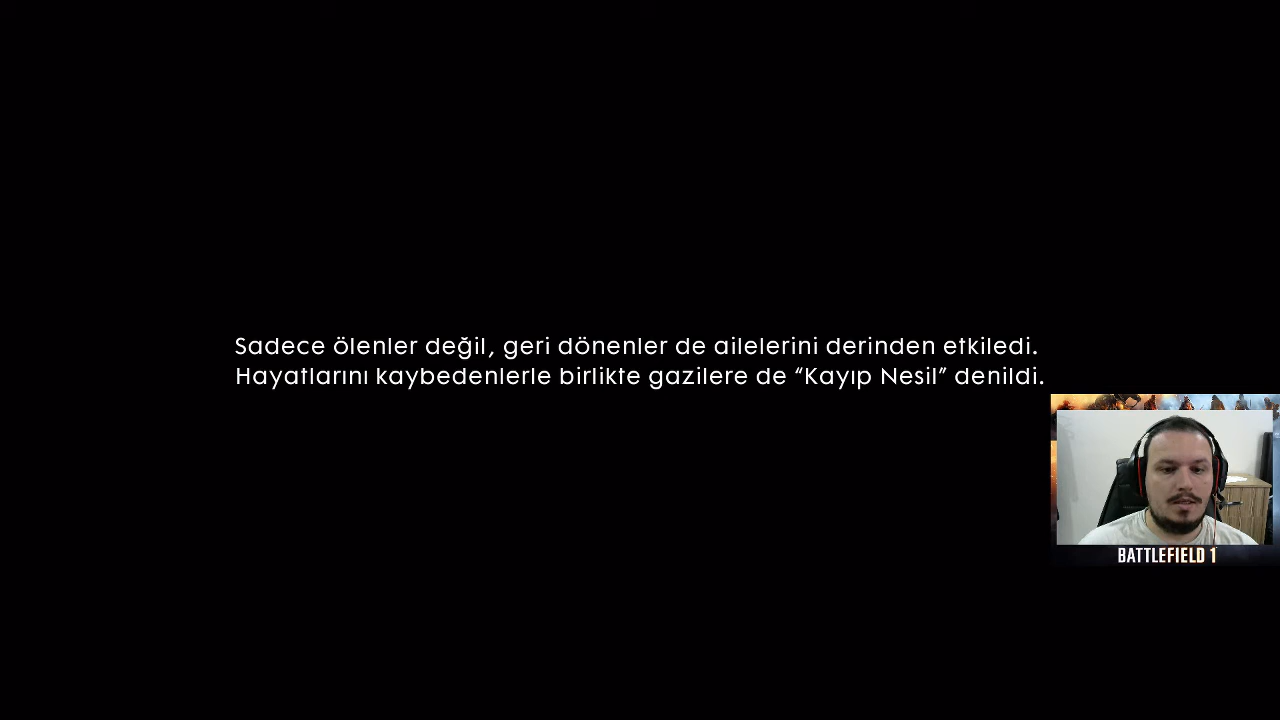 Sadece ölenler değil, geri dönenler de ailelerini derinden etkiledi.
Hayatlarını kaybedenlerle birlikte gazilere de “Kayıp Nesil” denildi.
BATTLEFIELD 1